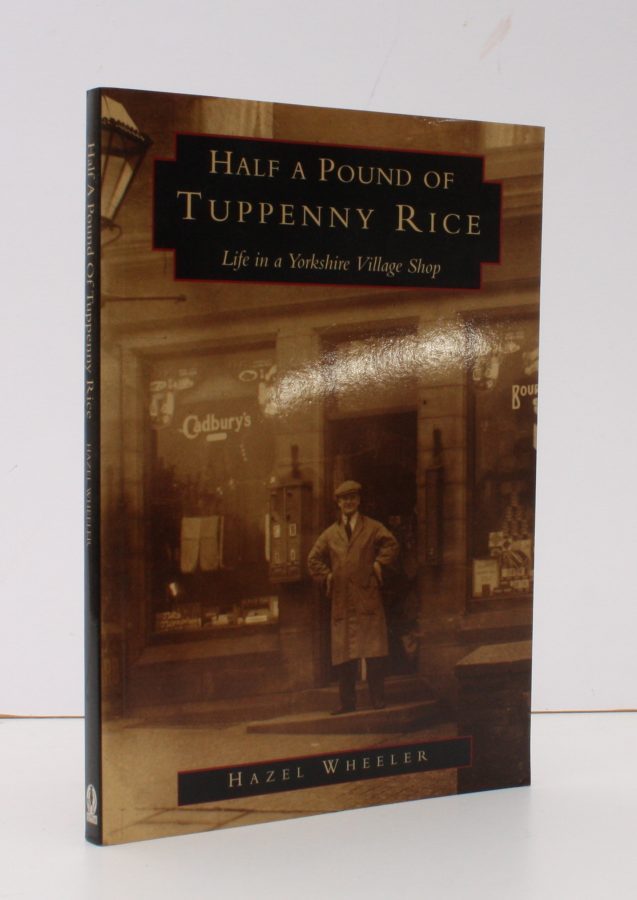 HALF A POUND OF
TUPPENNY RICE
Life in a Yorkshire Village Shop
Cadbury's
BOUR
HAZEL WHEELER
Half A Pound Of Tuppenny Rice
HAZEL WHEELER